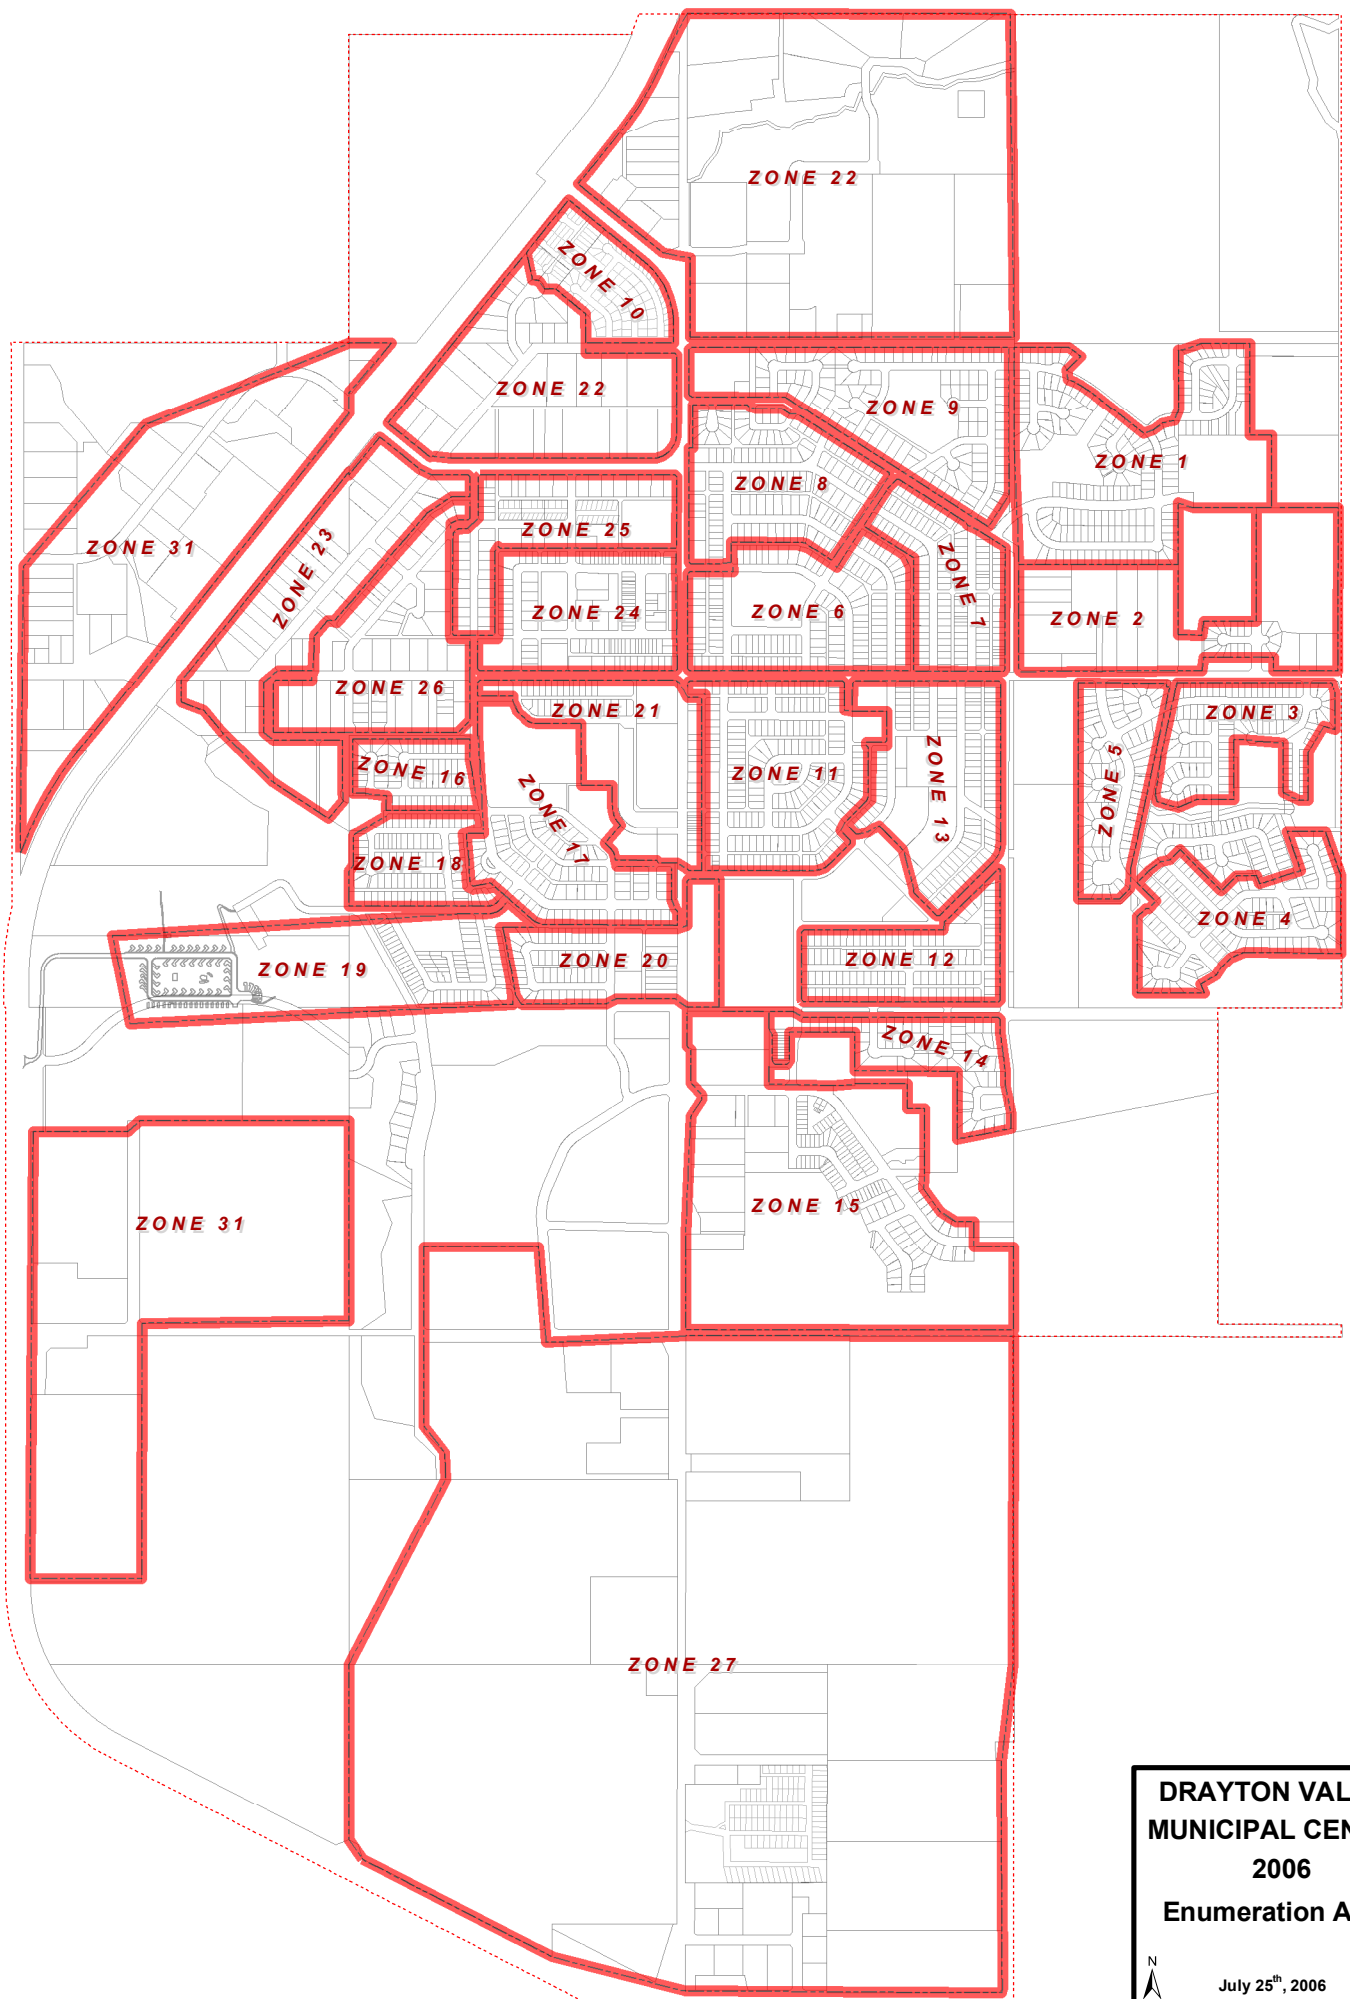 ZONE 22
ZONE 10
ZONE 22
ZONE 9
ZONE 1
ZONE 8
ZONE 31
ZONE 23
ZONE 25
ZONE 7
ZONE 24
ZONE 6
ZONE 2
ZONE 26
ZONE 21
ZONE 3
ZONE 5
ZONE 16
ZONE 11
ZONE 13
ZONE 17
ZONE 18
ZONE 4
ZONE 19
ZONE 20
ZONE 12
ZONE 14
ZONE 15
ZONE 31
ZONE 27
DRAYTON VAL
MUNICIPAL CEN
2006
Enumeration A
N
July 25th, 2006